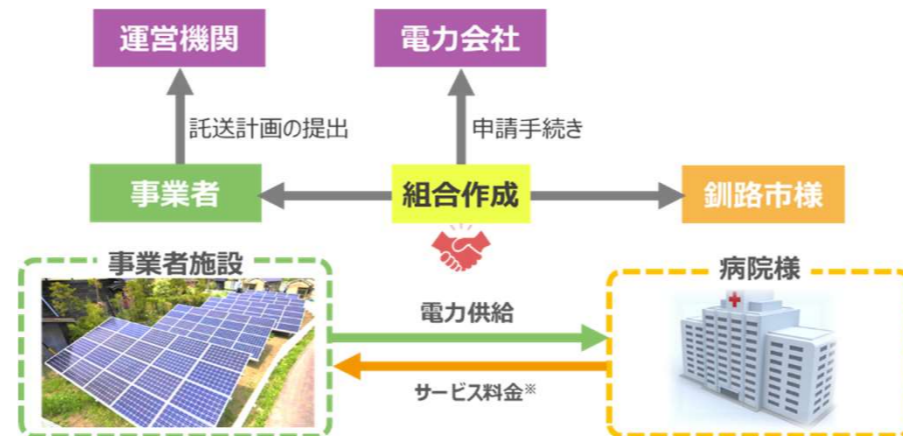 運営機関
電力会社
託送計画の提出
申請手続き
事業者
組合作成
釧路市様
事業者施設
病院様
電力供給
サービス料金※